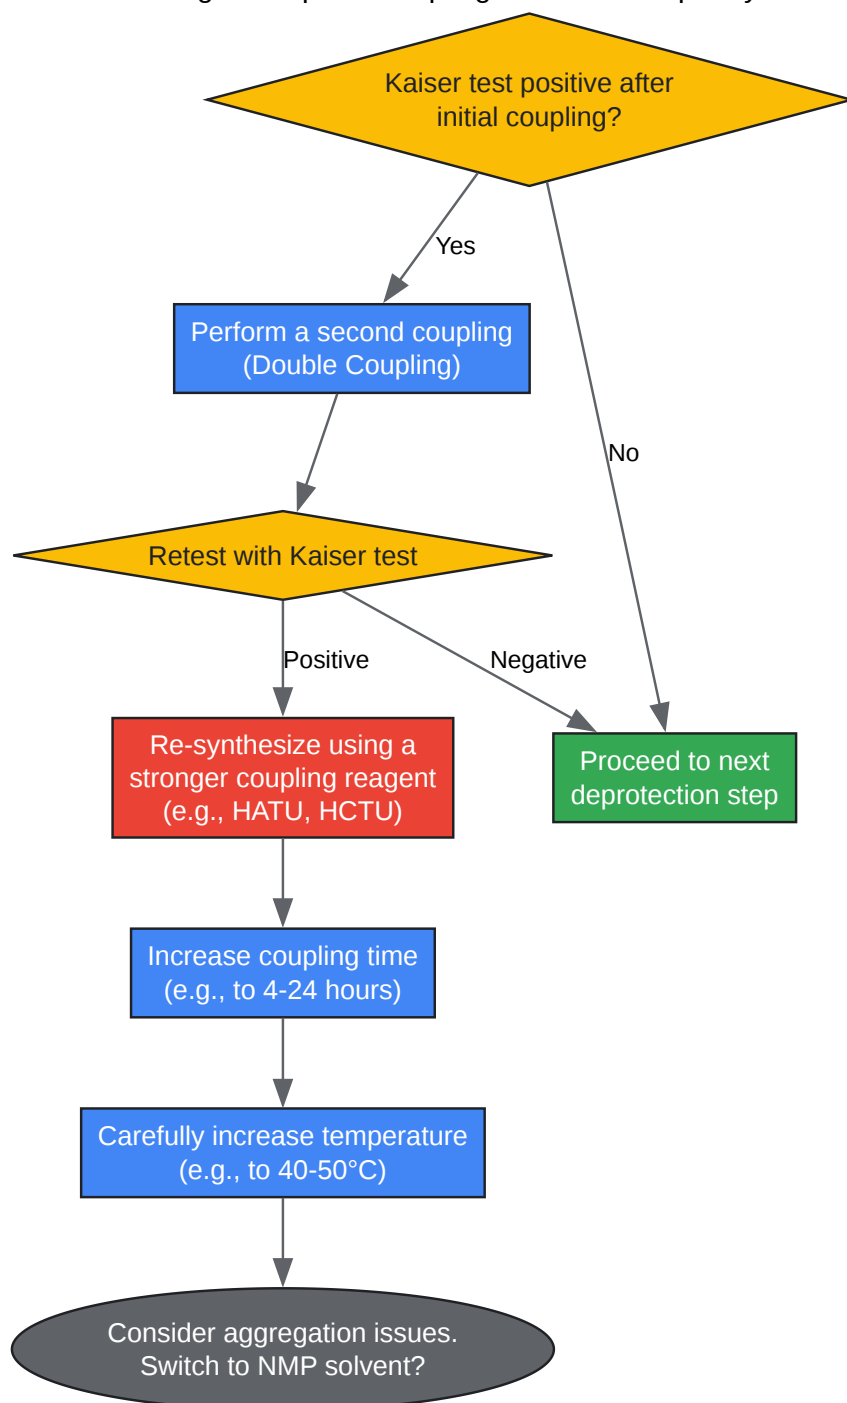 Kaiser test positive after
initial coupling?
Yes
Perform a second coupling
(Double Coupling)
No
Retest with Kaiser test
Positive
Negative
Re-synthesize using a
stronger coupling reagent
(e.g., HATU, HCTU)
Proceed to next
deprotection step
Increase coupling time
(e.g., to 4-24 hours)
Carefully increase temperature
(e.g., to 40-50°C)
Consider aggregation issues.
Switch to NMP solvent?